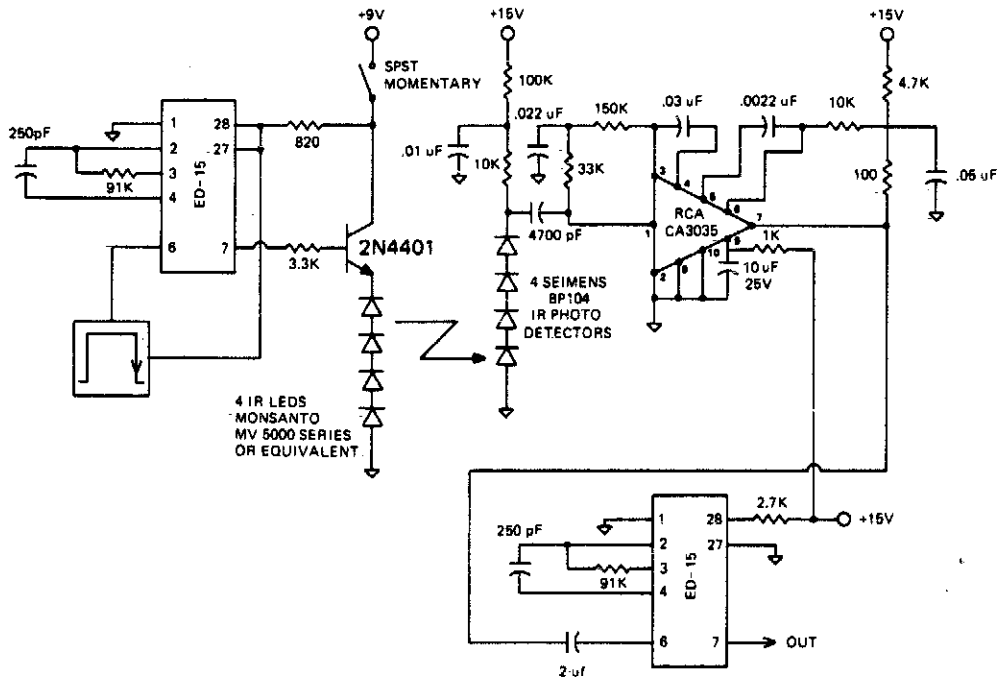 +9V
SPST
MOMENTARY
250pF
1
2
3
4
6
28
27
7
ED-15
91K
820
3.3K
2N4401
4 IR LEDS
MONSANTO
MV 5000 SERIES
OR EQUIVALENT
+15V
100K
.01 uF
10K
.022 uF
150K
33K
4700 pF
4 SEIMENS
BP104
IR PHOTO
DETECTORS
.03 uF
.0022 uF
10K
+15V
4.7K
100
.05 uF
3
4
5
6
7
1
RCA
CA3035
2
8
10
9
1K
10 uF
25V
250 pF
91K
1
2
3
4
6
28
27
7
ED-15
2.7K
+15V
2 uf
OUT